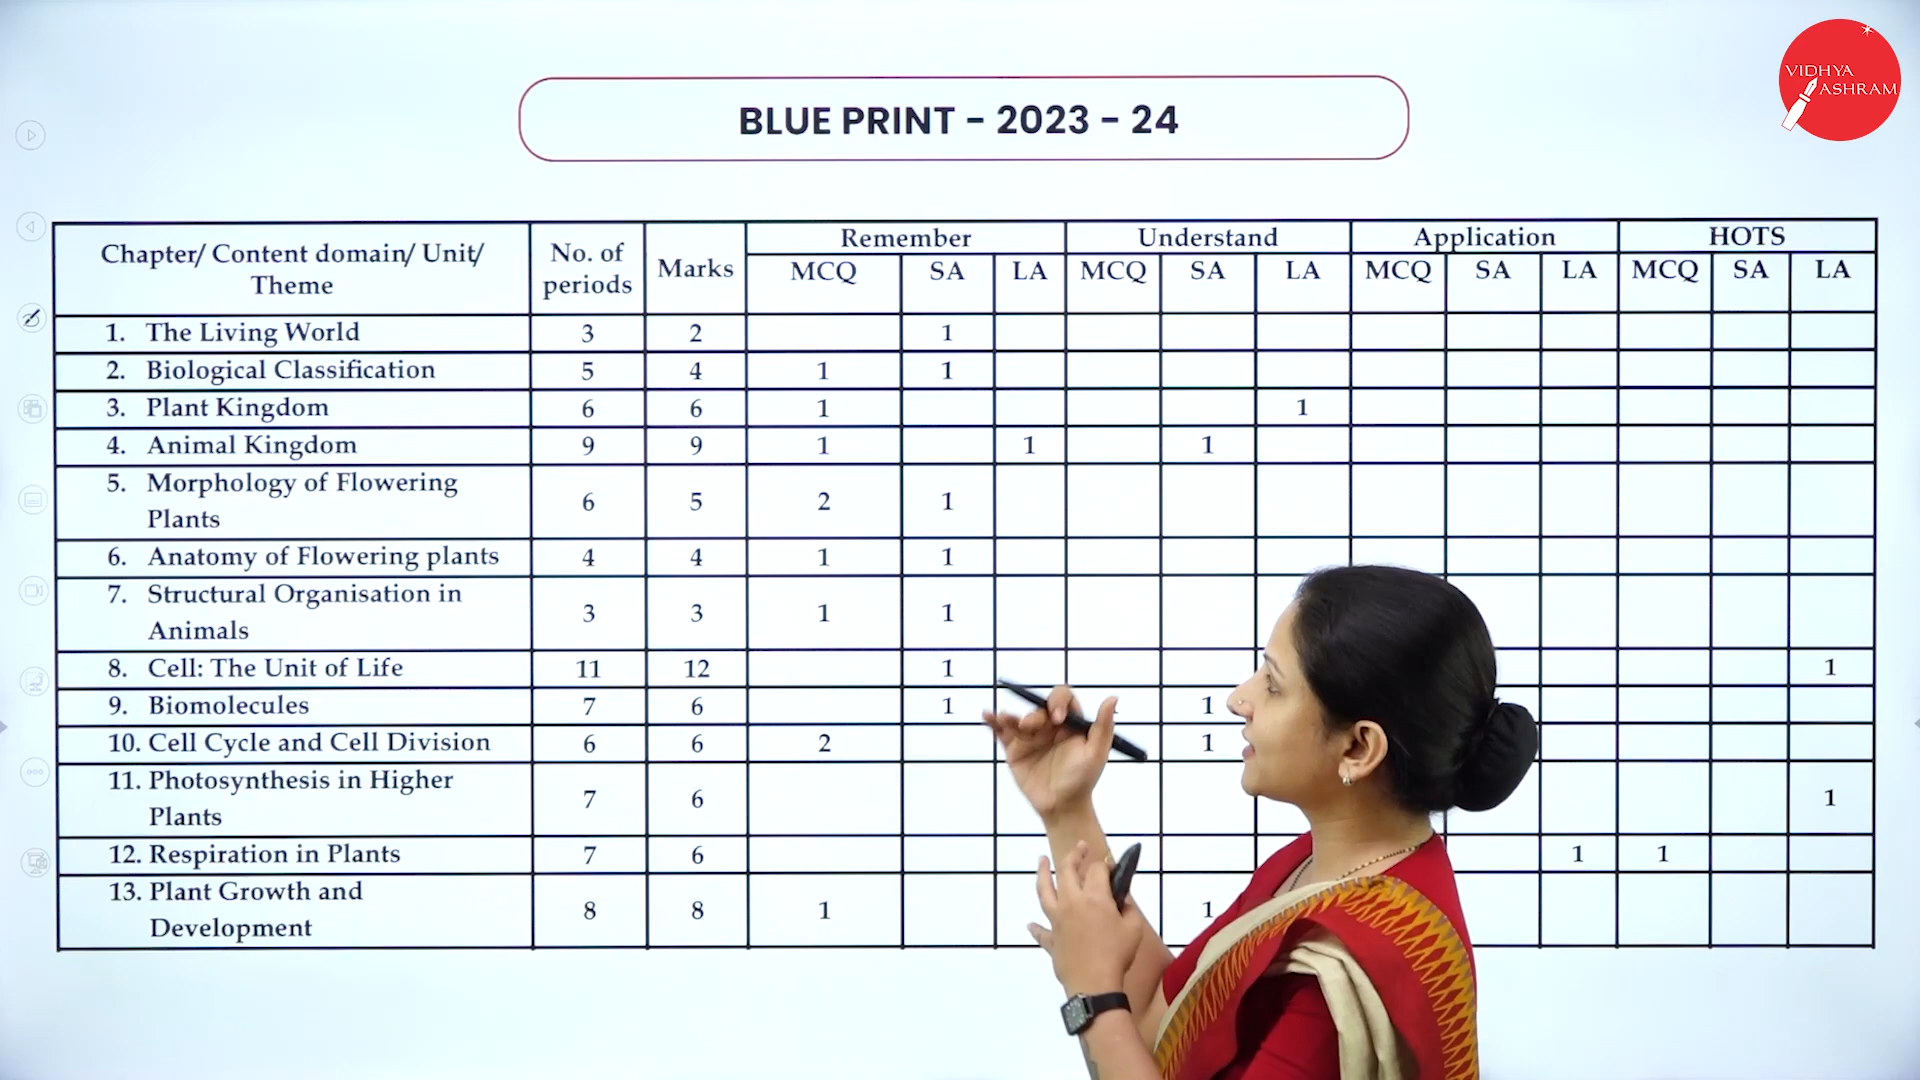 VIDHYA
ASHRAM
BLUE PRINT - 2023 - 24
Chapter/ Content domain/ Unit/ Theme No. of periods Marks Remember Understand Application HOTS
MCQ SA LA MCQ SA LA MCQ SA LA MCQ SA LA
1. The Living World 3 2 1
2. Biological Classification 5 4 1 1
3. Plant Kingdom 6 6 1 1
4. Animal Kingdom 9 9 1 1 1
5. Morphology of Flowering
Plants 6 5 2 1
6. Anatomy of Flowering plants 4 4 1 1
7. Structural Organisation in
Animals 3 3 1 1
8. Cell: The Unit of Life 11 12 1 1
9. Biomolecules 7 6 1 1
10. Cell Cycle and Cell Division 6 6 2 1
11. Photosynthesis in Higher
Plants 7 6 1
12. Respiration in Plants 7 6 1 1
13. Plant Growth and
Development 8 8 1 1